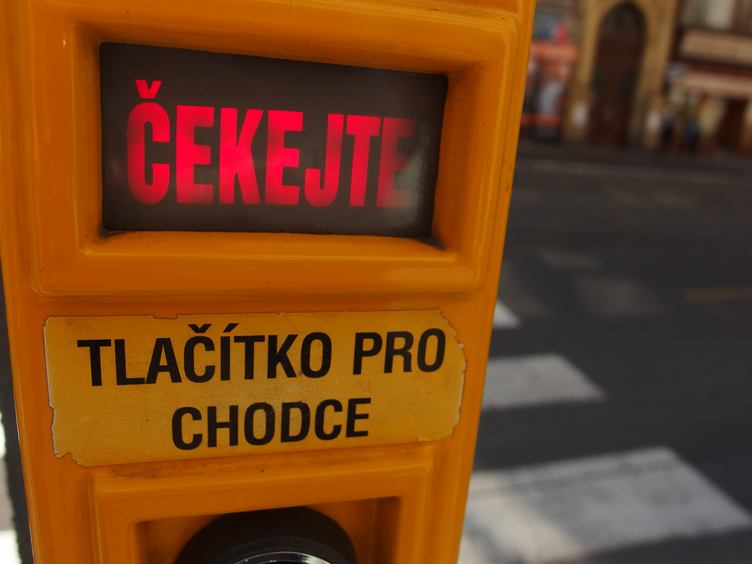 ČEKEJTE
TLAČÍTKO PRO
CHODCE